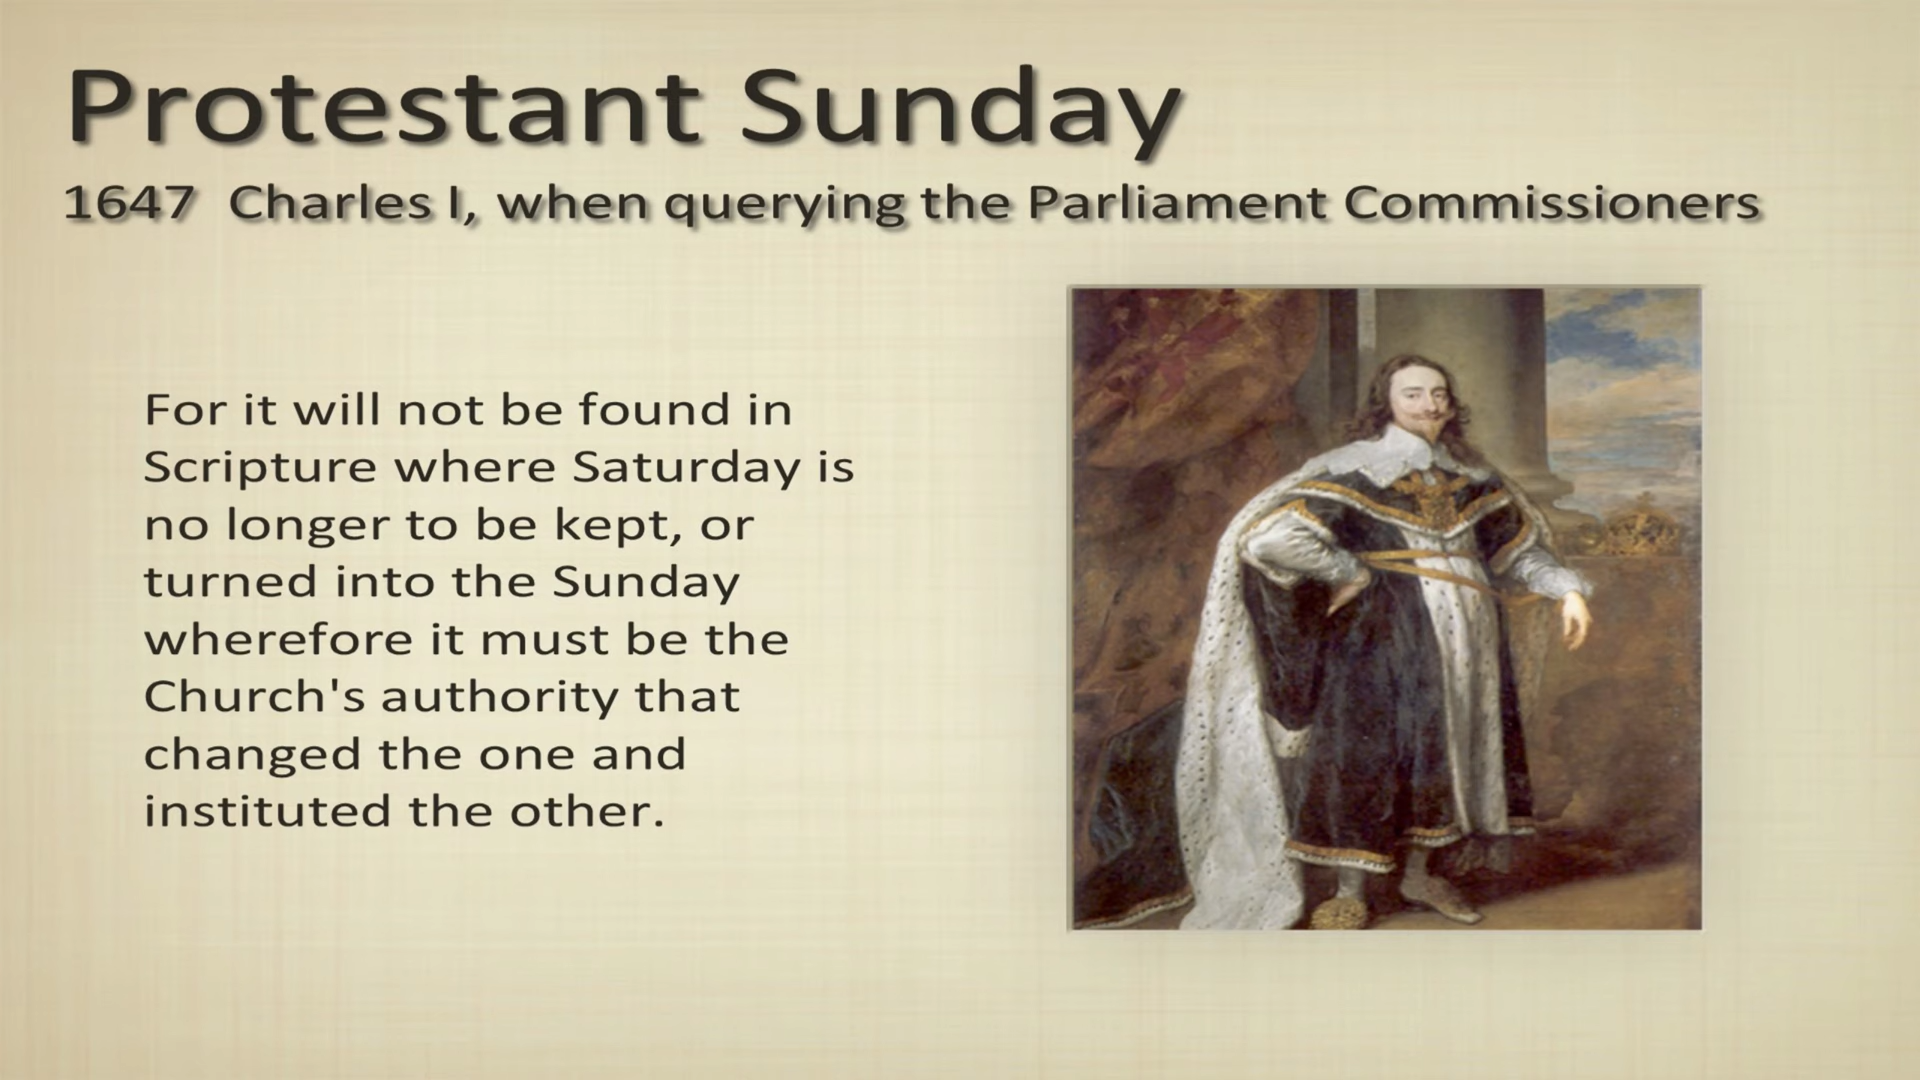 Protestant Sunday
1647 Charles I, when querying the Parliament Commissioners
For it will not be found in
Scripture where Saturday is
no longer to be kept, or
turned into the Sunday
wherefore it must be the
Church's authority that
changed the one and
instituted the other.